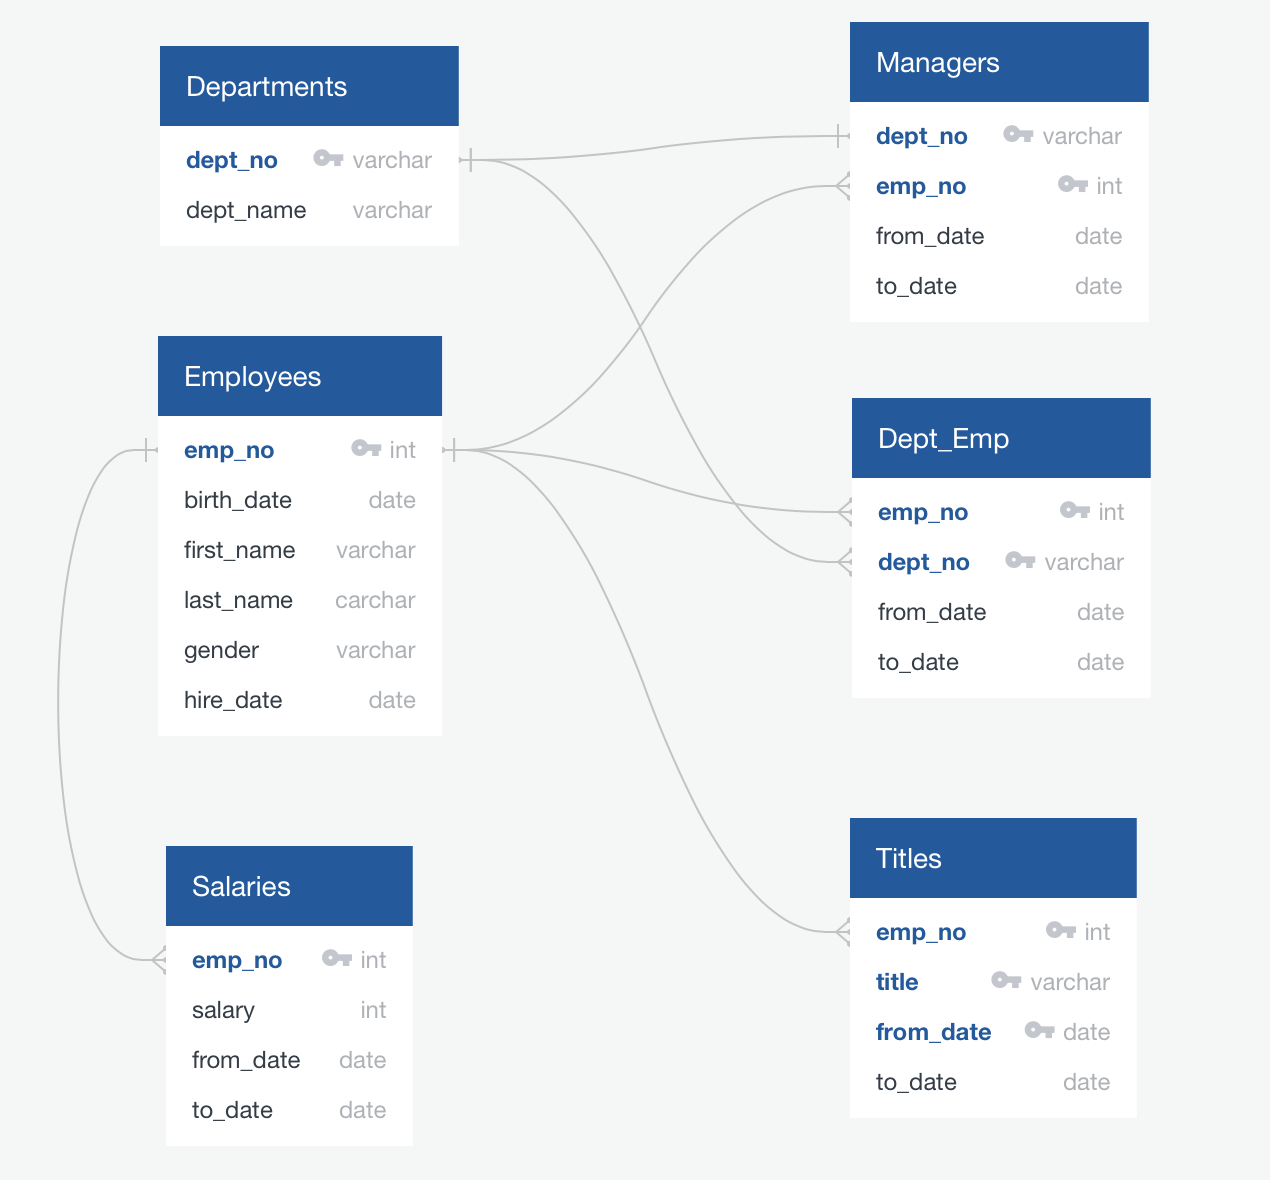 Departments
dept_no varchar
dept_name varchar
Employees
emp_no int
birth_date date
first_name varchar
last_name carchar
gender varchar
hire_date date
Salaries
emp_no int
salary int
from_date date
to_date date
Managers
dept_no varchar
emp_no int
from_date date
to_date date
Dept_Emp
emp_no int
dept_no varchar
from_date date
to_date date
Titles
emp_no int
title varchar
from_date date
to_date date